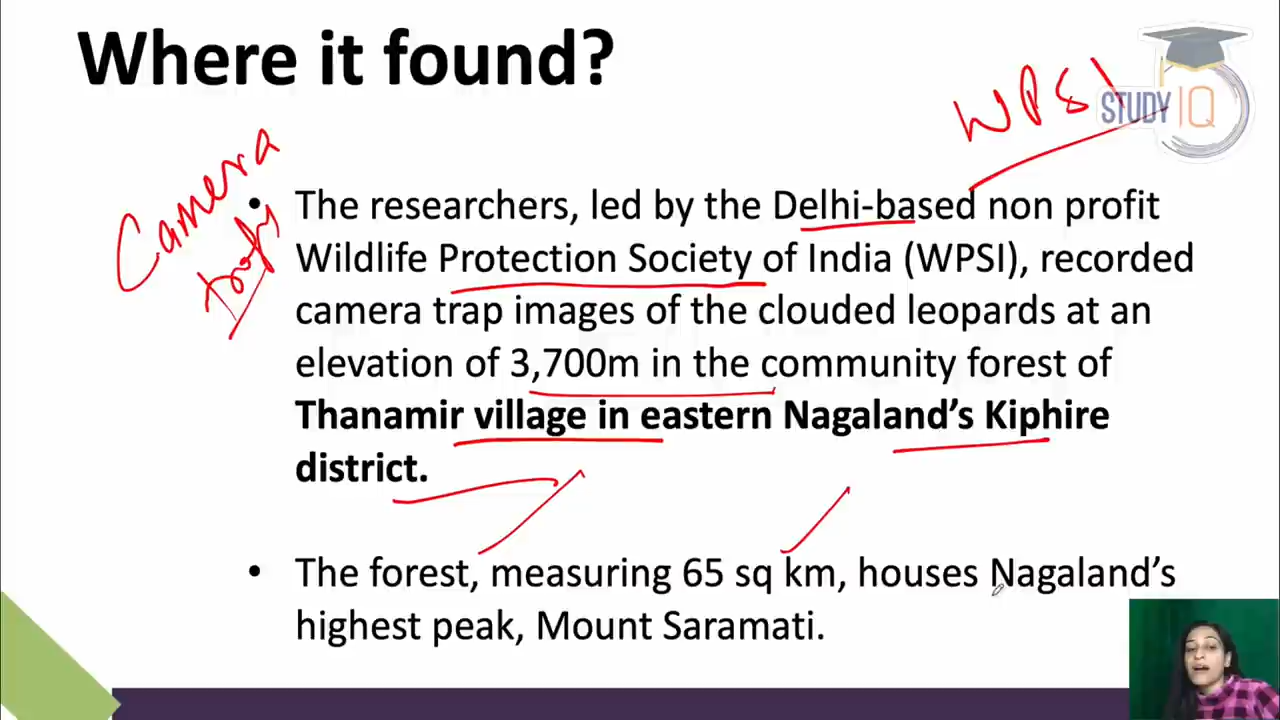 Where it found?
WPSI
STUDY IQ
Camera
• The researchers, led by the Delhi-based non profit
Wildlife Protection Society of India (WPSI), recorded
camera trap images of the clouded leopards at an
elevation of 3,700m in the community forest of
Thanamir village in eastern Nagaland’s Kiphire
district.
• The forest, measuring 65 sq km, houses Nagaland’s
highest peak, Mount Saramati.